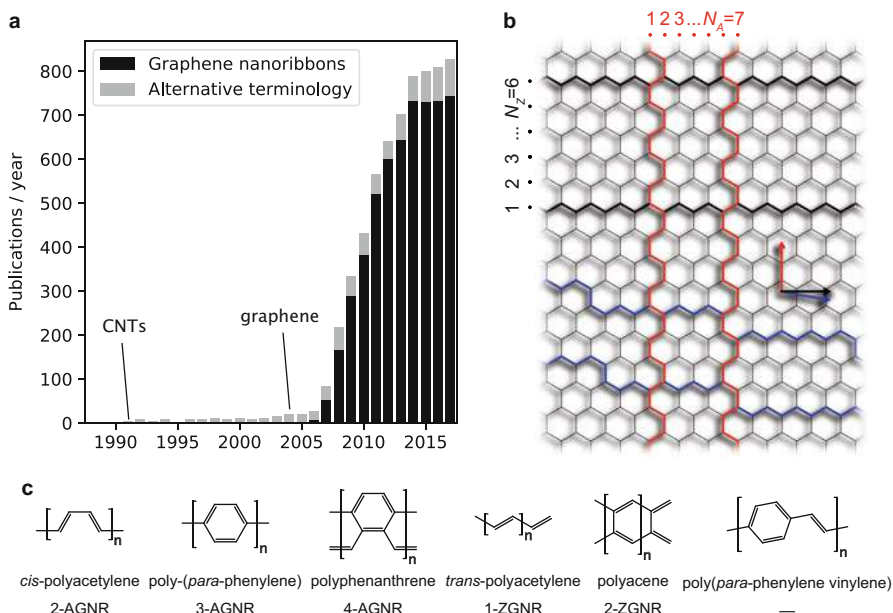 a
Graphene nanoribbons
Alternative terminology
Publications / year
800
700
600
500
400
300
200
100
0
CNTs
graphene
1990 1995 2000 2005 2010 2015
b
1 2 3 ... N_A=7
1 2 3 ... N_Z=6
c
n n n n n n
cis-polyacetylene poly-(para-phenylene) polyphenanthrene trans-polyacetylene polyacene poly(para-phenylene vinylene)
2-AGNR 3-AGNR 4-AGNR 1-ZGNR 2-ZGNR —